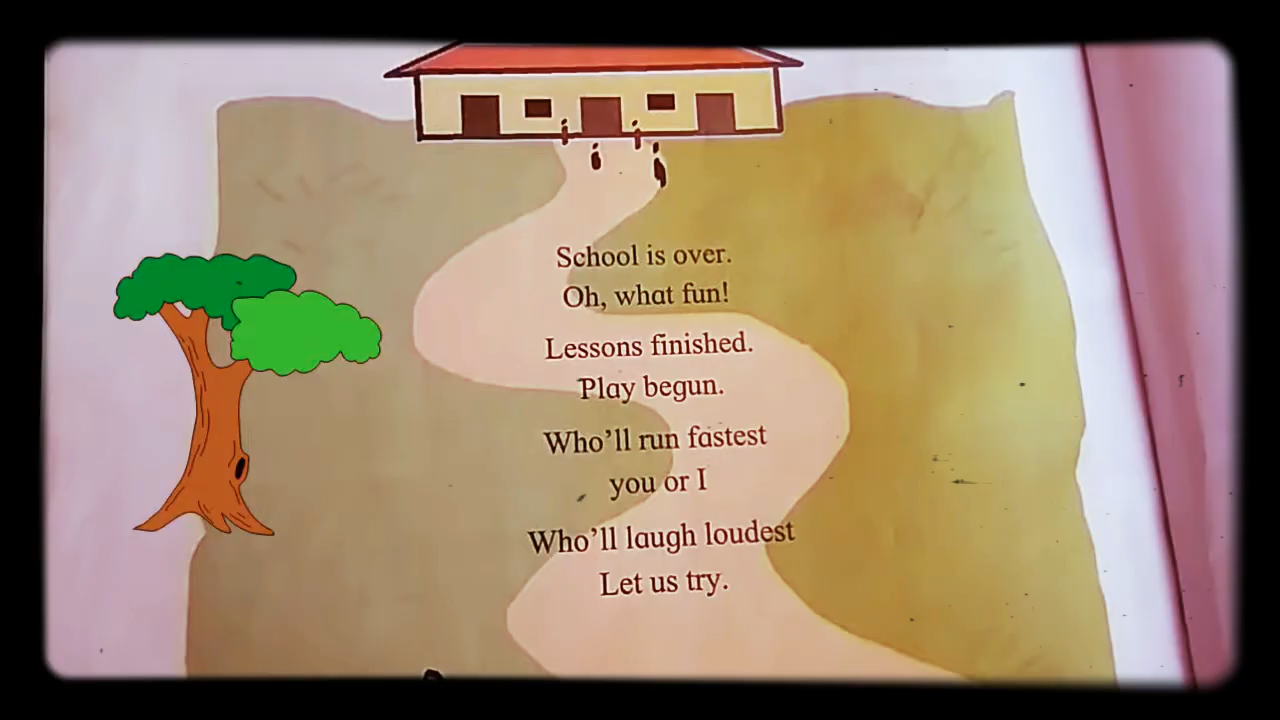 School is over.
Oh, what fun!
Lessons finished.
Play begun.
Who'll run fastest
you or I
Who'll laugh loudest
Let us try.